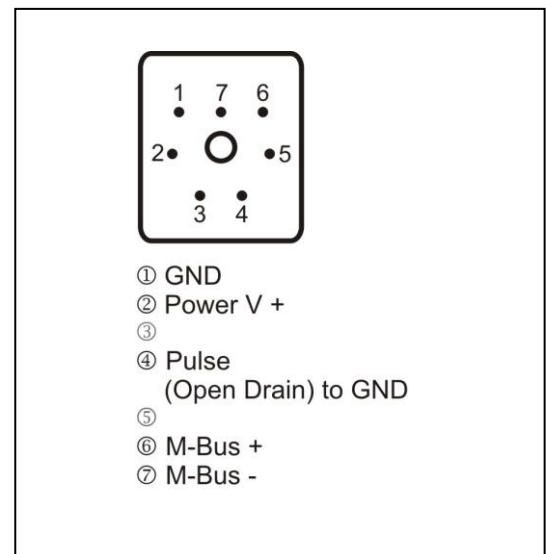 1 7 6
2 5
3 4
① GND
② Power V +
③
④ Pulse
(Open Drain) to GND
⑤
⑥ M-Bus +
⑦ M-Bus -